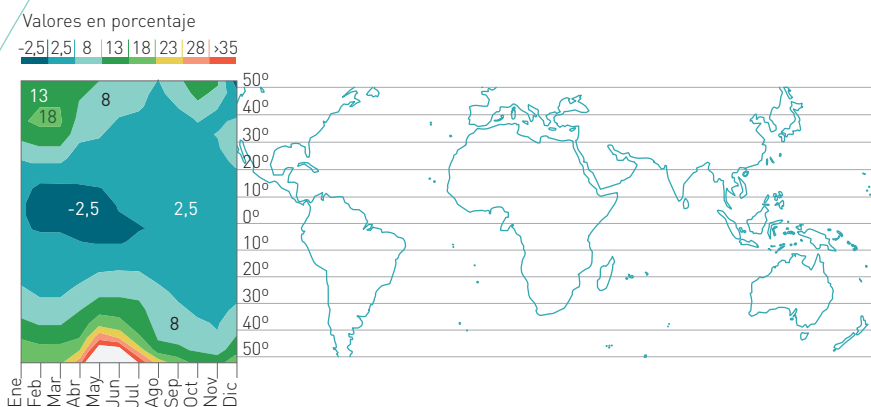 Valores en porcentaje
-2,5 2,5 8 13 18 23 28 >35
13
18
8
-2,5
2,5
8
50º
40º
30º
20º
10º
0º
10º
20º
30º
40º
50º
Ene
Feb
Mar
Abr
May
Jun
Jul
Ago
Sep
Oct
Nov
Dic